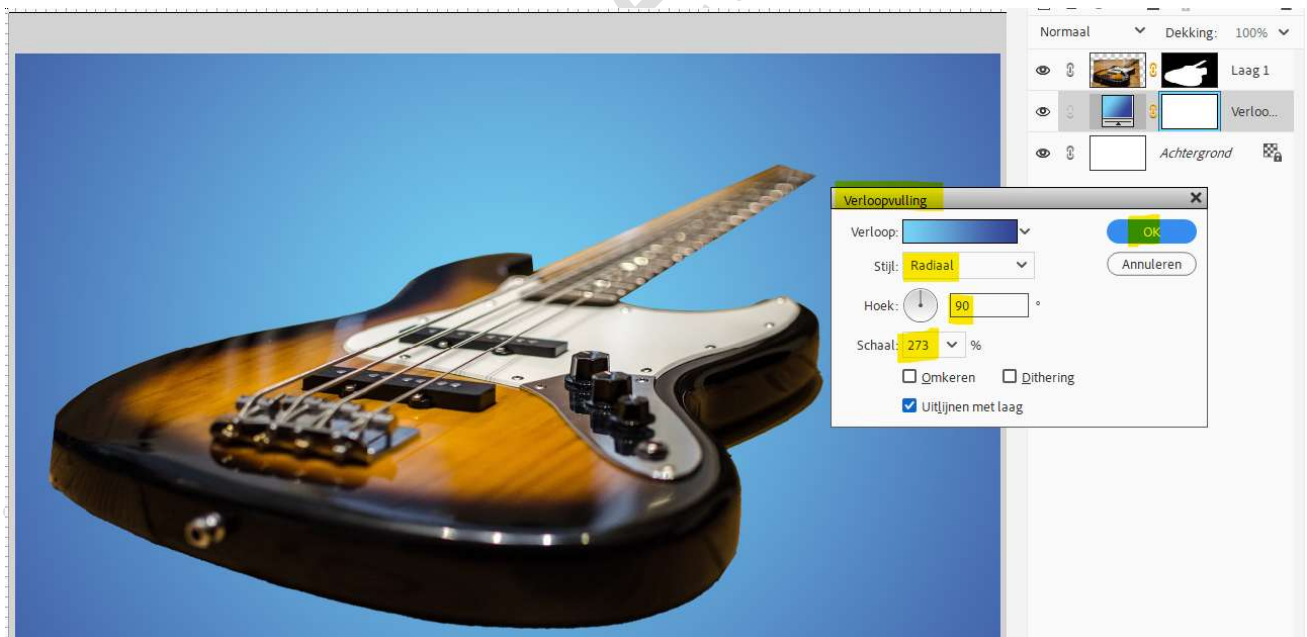 Normaal Dekking: 100%
Laag 1
Verloo...
Achtergrond
Verloopvulling
Verloop: OK
Stijl: Radiaal Annuleren
Hoek: 90 °
Schaal: 273 %
Omkeren Dithering
Uitlijnen met laag